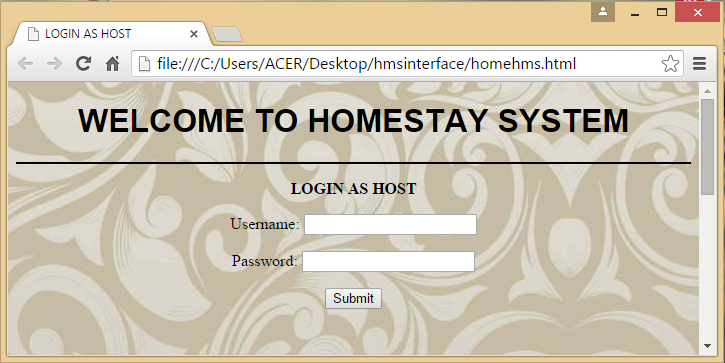 LOGIN AS HOST
file:///C:/Users/ACER/Desktop/hmsinterface/homehms.html
WELCOME TO HOMESTAY SYSTEM
LOGIN AS HOST
Username:
Password:
Submit